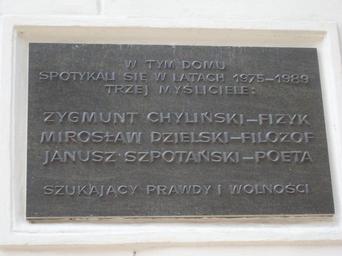 W TYM DOMU
SPOTYKALI SIĘ W LATACH 1975-1989
TRZEJ MYŚLICIELE:
ZYGMUNT CHYLIŃSKI-FIZYK
MIROSŁAW DZIELSKI-FILOZOF
JANUSZ SZPOTAŃSKI-POETA
SZUKAJĄCY PRAWDY I WOLNOŚCI